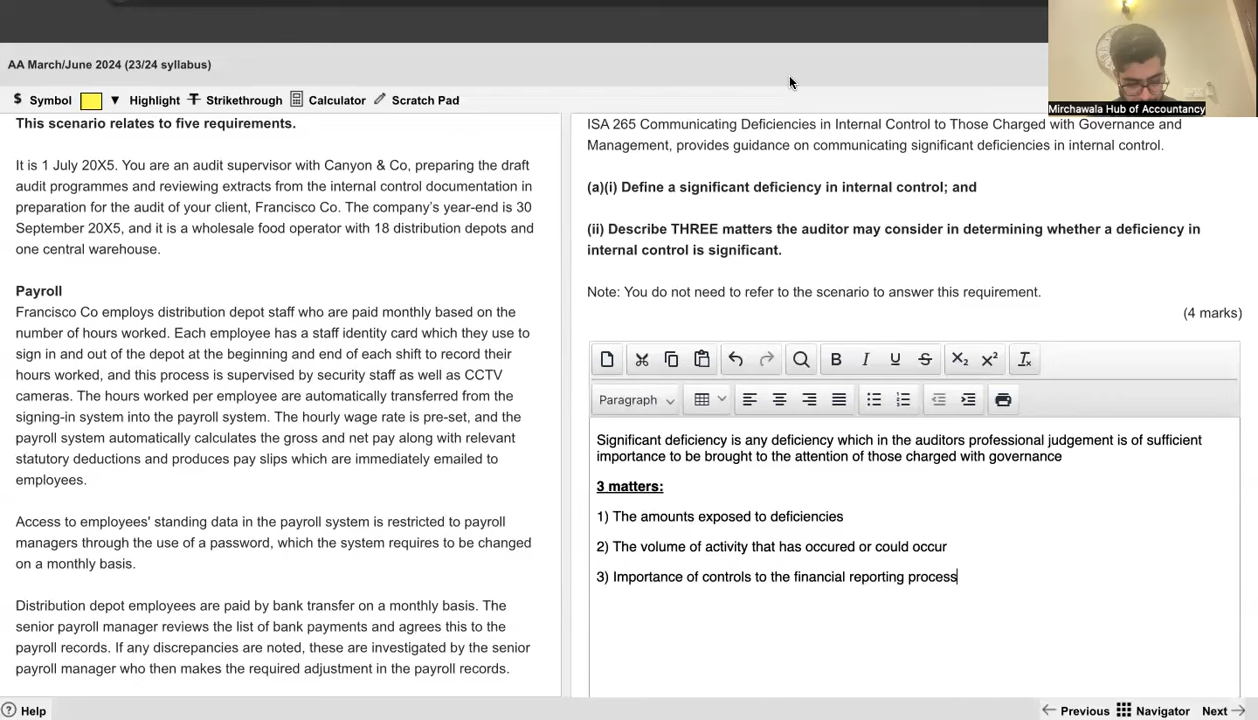 AA March/June 2024 (23/24 syllabus)
Mirchawala Hub of Accountancy
$ Symbol Highlight Strikethrough Calculator Scratch Pad
This scenario relates to five requirements.
It is 1 July 20X5. You are an audit supervisor with Canyon & Co, preparing the draft
audit programmes and reviewing extracts from the internal control documentation in
preparation for the audit of your client, Francisco Co. The company's year-end is 30
September 20X5, and it is a wholesale food operator with 18 distribution depots and
one central warehouse.
Payroll
Francisco Co employs distribution depot staff who are paid monthly based on the
number of hours worked. Each employee has a staff identity card which they use to
sign in and out of the depot at the beginning and end of each shift to record their
hours worked, and this process is supervised by security staff as well as CCTV
cameras. The hours worked per employee are automatically transferred from the
signing-in system into the payroll system. The hourly wage rate is pre-set, and the
payroll system automatically calculates the gross and net pay along with relevant
statutory deductions and produces pay slips which are immediately emailed to
employees.
Access to employees' standing data in the payroll system is restricted to payroll
managers through the use of a password, which the system requires to be changed
on a monthly basis.
Distribution depot employees are paid by bank transfer on a monthly basis. The
senior payroll manager reviews the list of bank payments and agrees this to the
payroll records. If any discrepancies are noted, these are investigated by the senior
payroll manager who then makes the required adjustment in the payroll records.
ISA 265 Communicating Deficiencies in Internal Control to Those Charged with Governance and
Management, provides guidance on communicating significant deficiencies in internal control.
(a)(i) Define a significant deficiency in internal control; and
(ii) Describe THREE matters the auditor may consider in determining whether a deficiency in
internal control is significant.
Note: You do not need to refer to the scenario to answer this requirement.
(4 marks)
B I U S X₂ X² Tx
Paragraph
Significant deficiency is any deficiency which in the auditors professional judgement is of sufficient
importance to be brought to the attention of those charged with governance
3 matters:
1) The amounts exposed to deficiencies
2) The volume of activity that has occured or could occur
3) Importance of controls to the financial reporting process
? Help
Previous Navigator Next